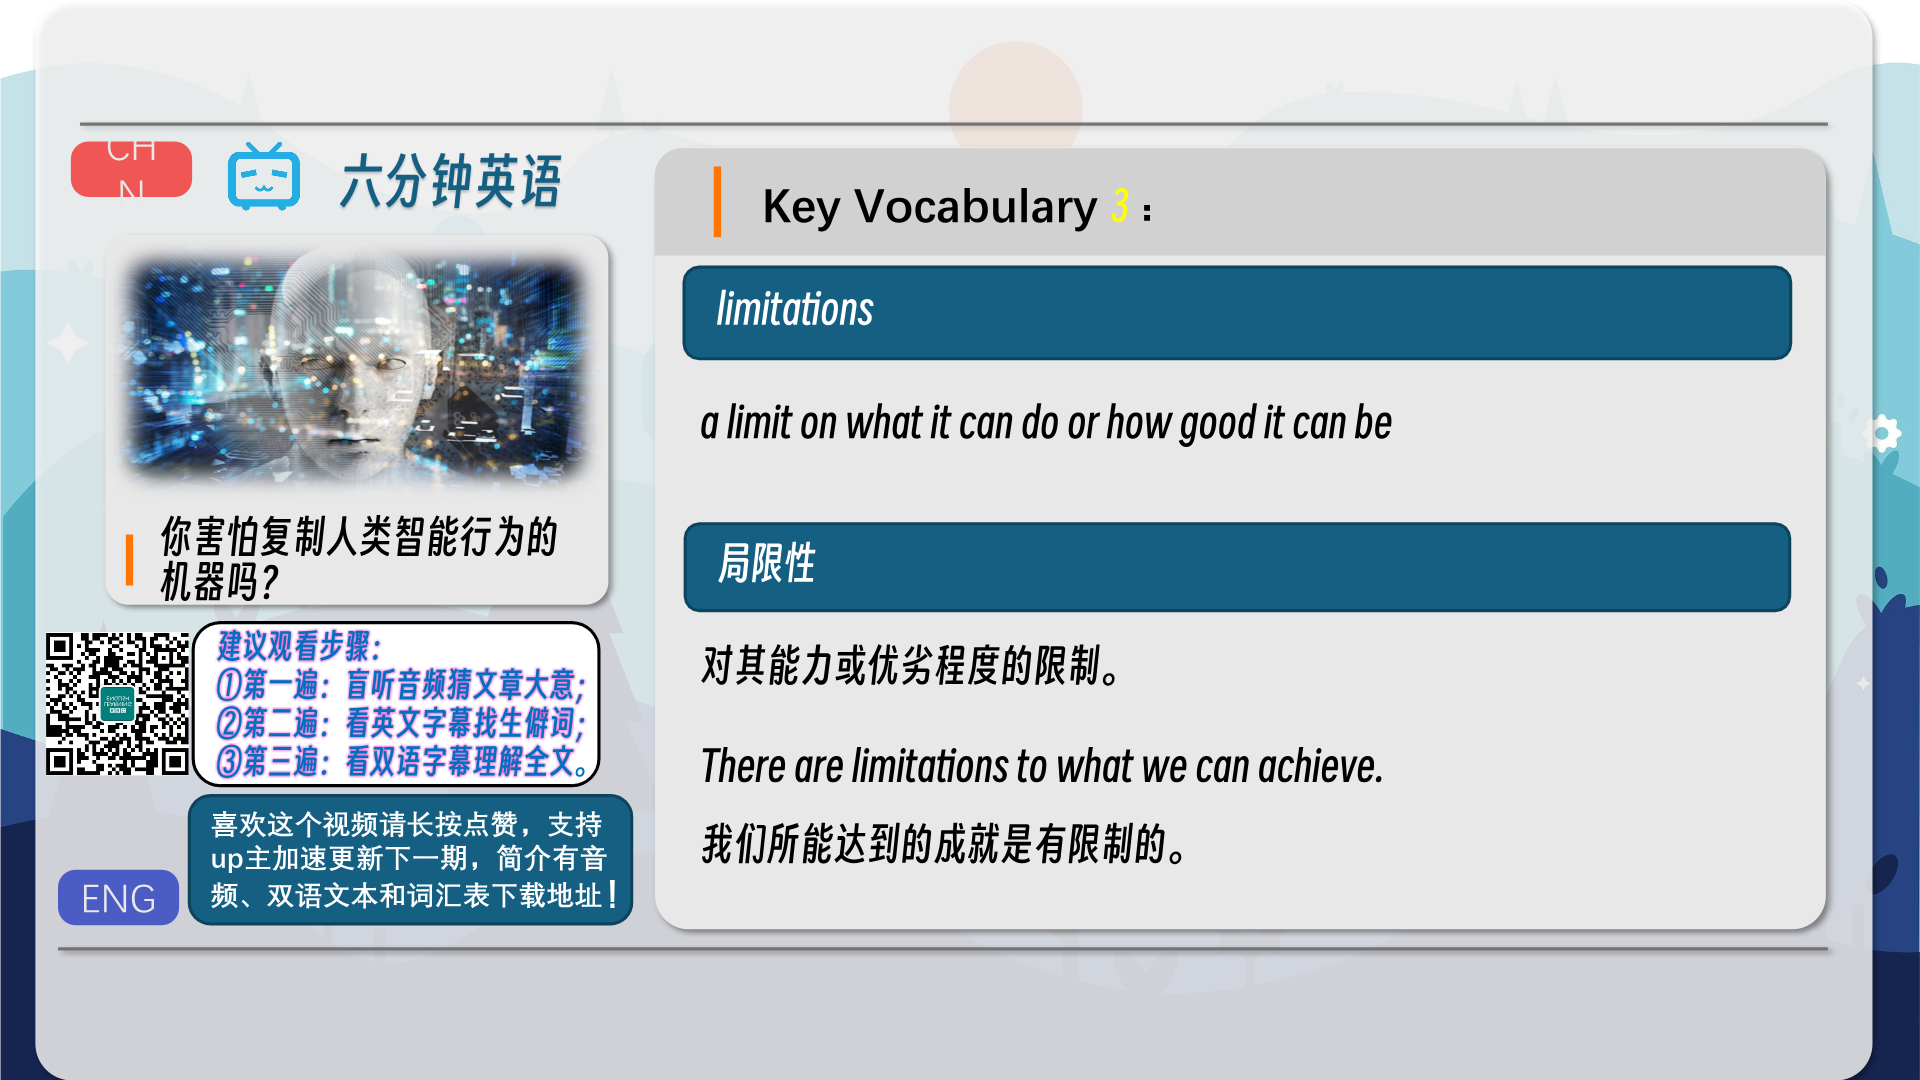 CH
N
六分钟英语
你害怕复制人类智能行为的
机器吗?
建议观看步骤:
①第一遍：盲听音频猜文章大意;
②第二遍：看英文字幕找生僻词;
③第三遍：看双语字幕理解全文。
喜欢这个视频请长按点赞，支持
up主加速更新下一期，简介有音
频、双语文本和词汇表下载地址！
ENG
Key Vocabulary 3：
limitations
a limit on what it can do or how good it can be
局限性
对其能力或优劣程度的限制。
There are limitations to what we can achieve.
我们所能达到的成就是有限制的。